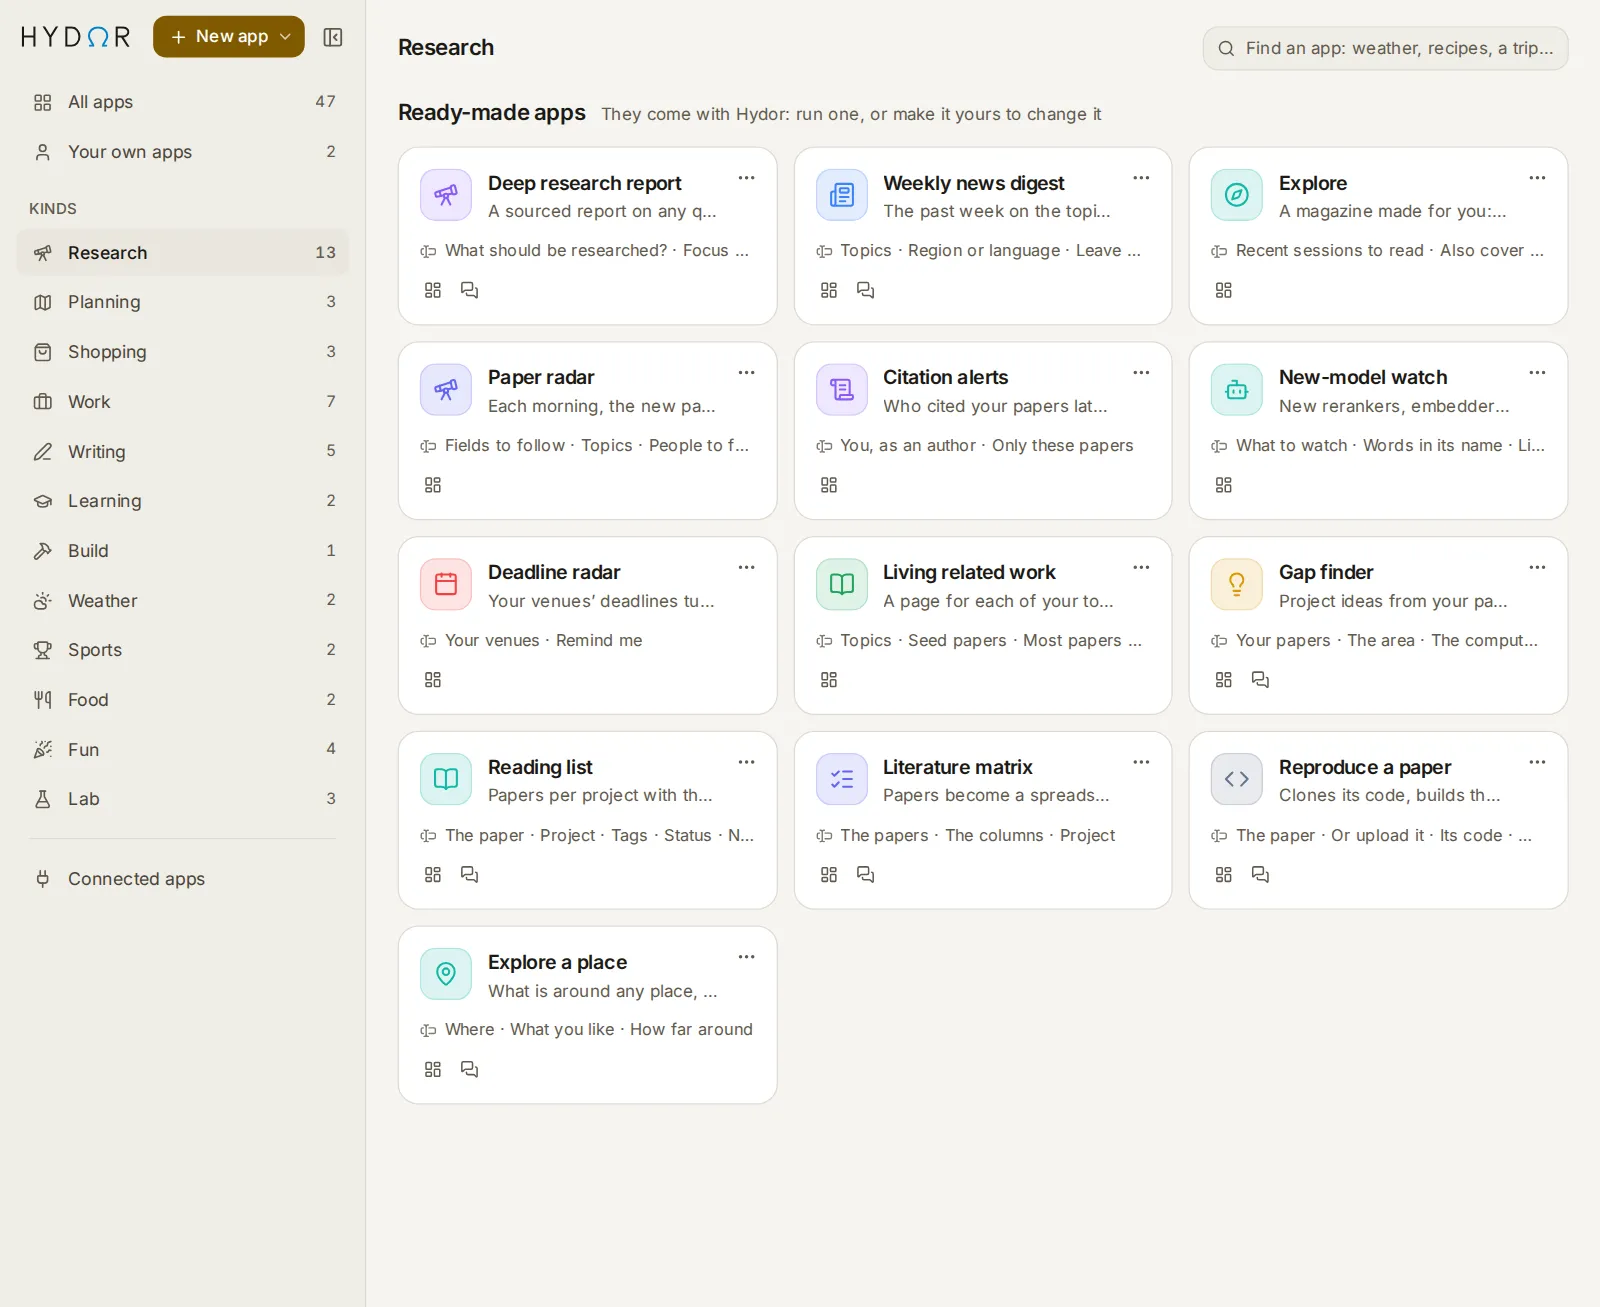 HYDΩR
New app
All apps 47
Your own apps 2
KINDS
Research 13
Planning 3
Shopping 3
Work 7
Writing 5
Learning 2
Build 1
Weather 2
Sports 2
Food 2
Fun 4
Lab 3
Connected apps
Research
Find an app: weather, recipes, a trip...
Ready-made apps They come with Hydor: run one, or make it yours to change it
Deep research report
A sourced report on any q...
What should be researched? · Focus ...
Weekly news digest
The past week on the topi...
Topics · Region or language · Leave ...
Explore
A magazine made for you:...
Recent sessions to read · Also cover ...
Paper radar
Each morning, the new pa...
Fields to follow · Topics · People to f...
Citation alerts
Who cited your papers lat...
You, as an author · Only these papers
New-model watch
New rerankers, embedder...
What to watch · Words in its name · Li...
Deadline radar
Your venues’ deadlines tu...
Your venues · Remind me
Living related work
A page for each of your to...
Topics · Seed papers · Most papers ...
Gap finder
Project ideas from your pa...
Your papers · The area · The comput...
Reading list
Papers per project with th...
The paper · Project · Tags · Status · N...
Literature matrix
Papers become a spreads...
The papers · The columns · Project
Reproduce a paper
Clones its code, builds th...
The paper · Or upload it · Its code · ...
Explore a place
What is around any place, ...
Where · What you like · How far around